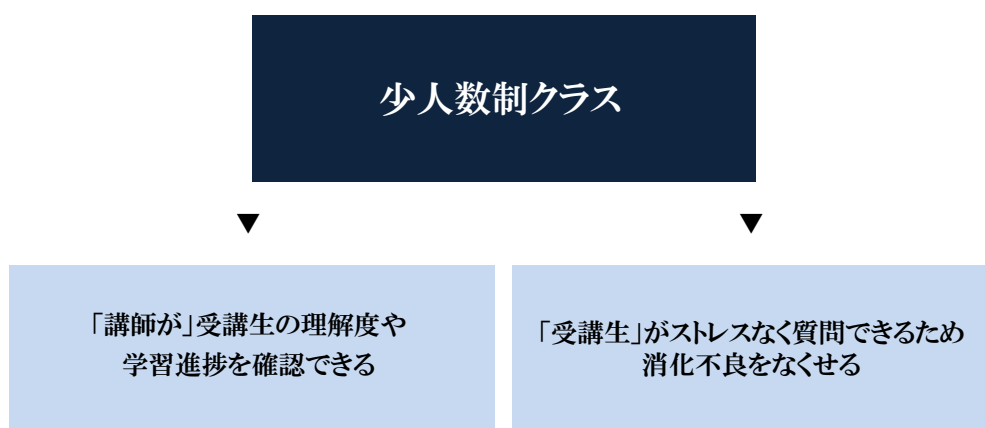 少人数制クラス
「講師が」受講生の理解度や
学習進捗を確認できる
「受講生」がストレスなく質問できるため
消化不良をなくせる